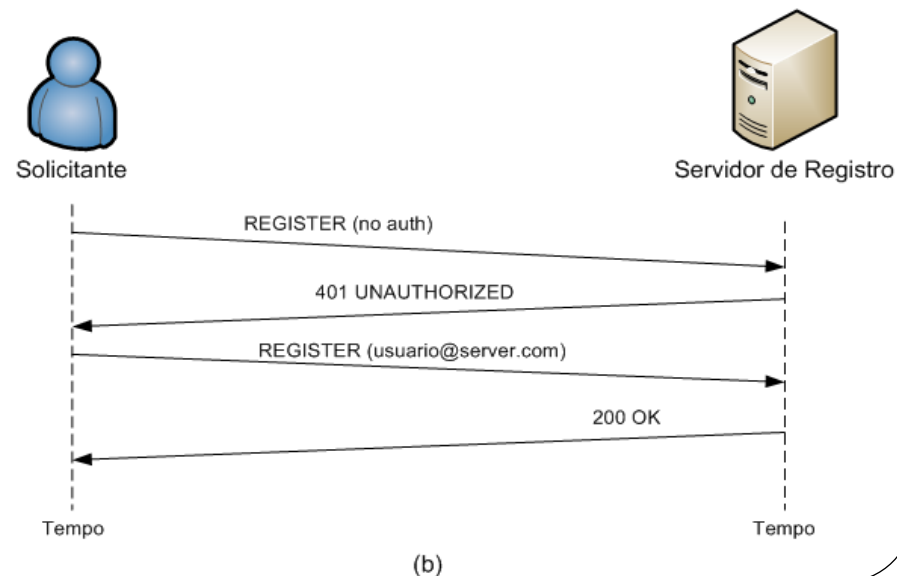 Solicitante
Servidor de Registro
REGISTER (no auth)
401 UNAUTHORIZED
REGISTER (usuario@server.com)
200 OK
Tempo
Tempo
(b)